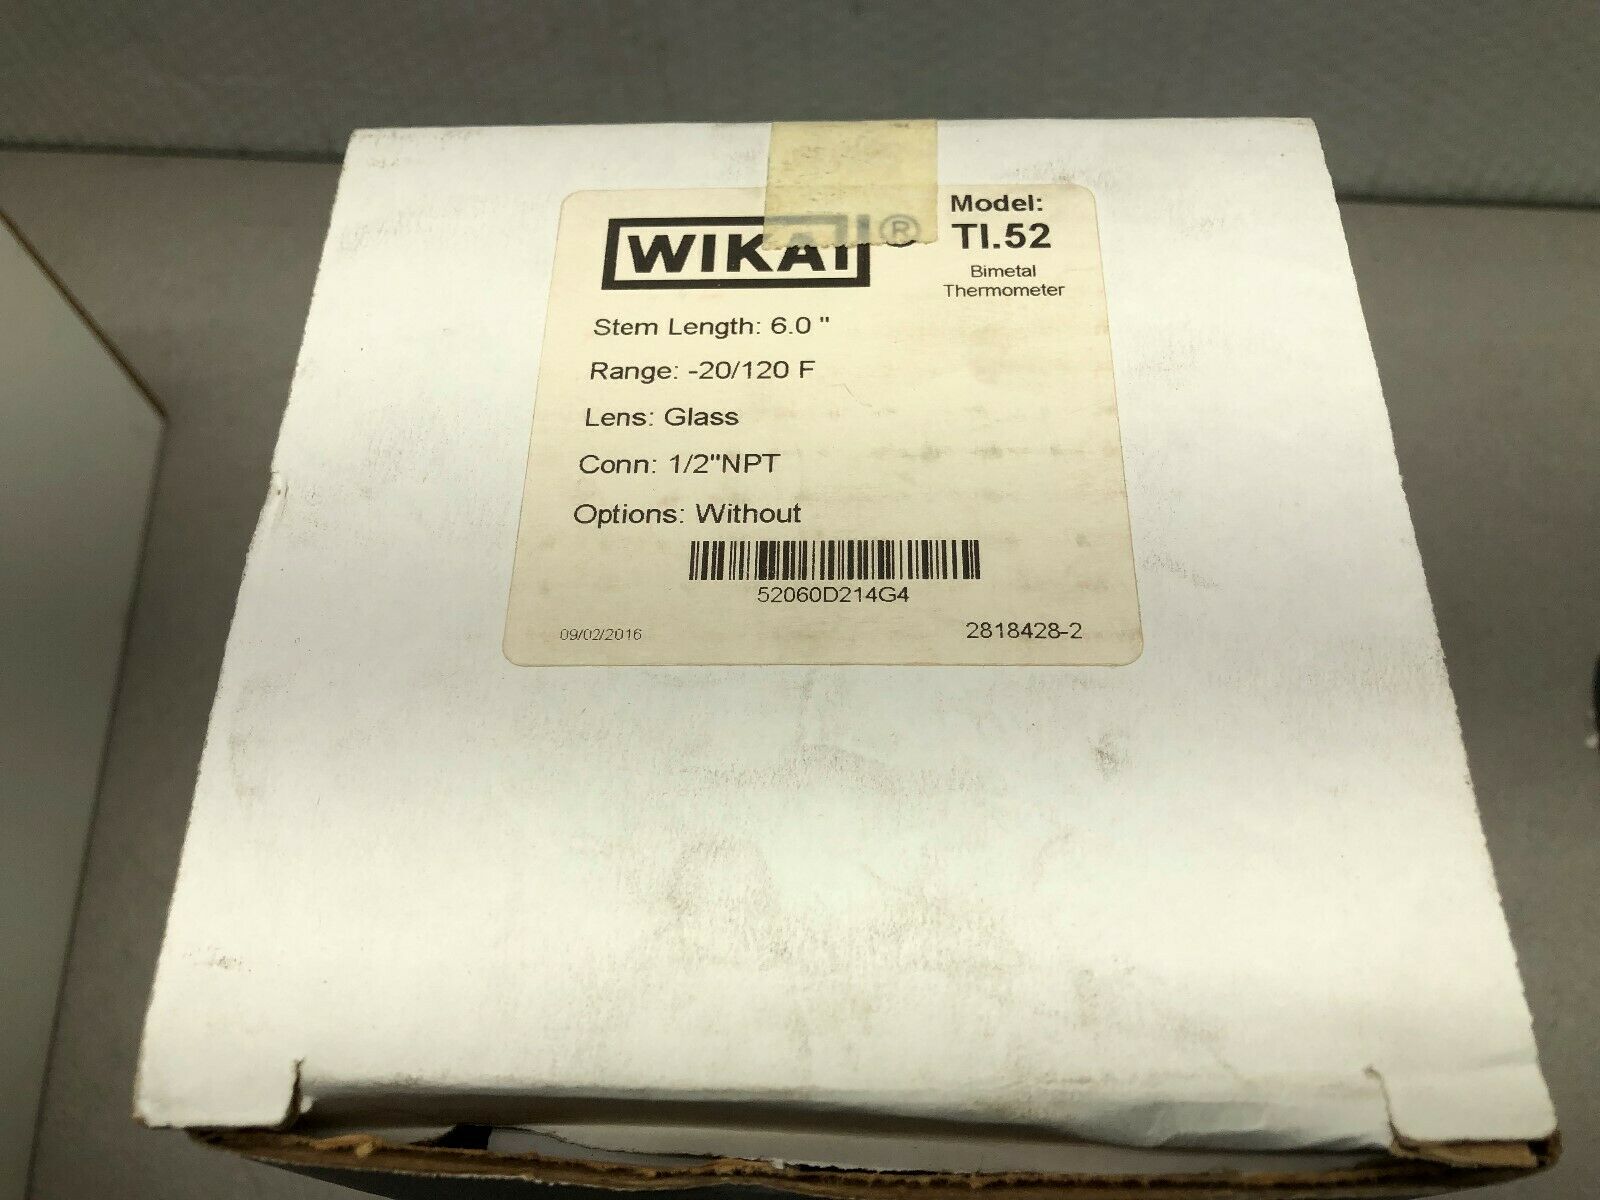 WIKAI®
Model:
TI.52
Bimetal
Thermometer
Stem Length: 6.0 "
Range: -20/120 F
Lens: Glass
Conn: 1/2"NPT
Options: Without
52060D214G4
09/02/2016
2818428-2